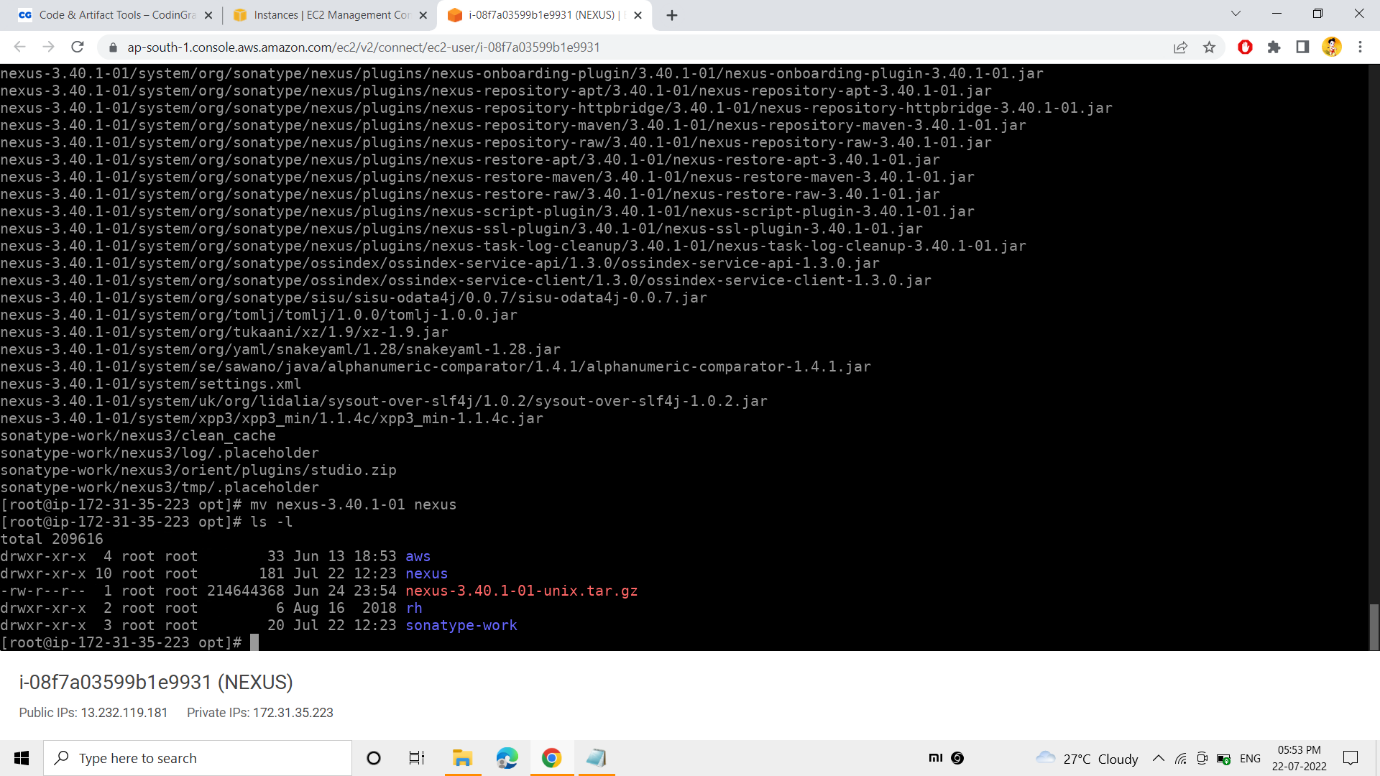 Code & Artifact Tools – CodinGra
Instances | EC2 Management Con
i-08f7a03599b1e9931 (NEXUS) |
ap-south-1.console.aws.amazon.com/ec2/v2/connect/ec2-user/i-08f7a03599b1e9931
nexus-3.40.1-01/system/org/sonatype/nexus/plugins/nexus-onboarding-plugin/3.40.1-01/nexus-onboarding-plugin-3.40.1-01.jar
nexus-3.40.1-01/system/org/sonatype/nexus/plugins/nexus-repository-apt/3.40.1-01/nexus-repository-apt-3.40.1-01.jar
nexus-3.40.1-01/system/org/sonatype/nexus/plugins/nexus-repository-httpbridge/3.40.1-01/nexus-repository-httpbridge-3.40.1-01.jar
nexus-3.40.1-01/system/org/sonatype/nexus/plugins/nexus-repository-maven/3.40.1-01/nexus-repository-maven-3.40.1-01.jar
nexus-3.40.1-01/system/org/sonatype/nexus/plugins/nexus-repository-raw/3.40.1-01/nexus-repository-raw-3.40.1-01.jar
nexus-3.40.1-01/system/org/sonatype/nexus/plugins/nexus-restore-apt/3.40.1-01/nexus-restore-apt-3.40.1-01.jar
nexus-3.40.1-01/system/org/sonatype/nexus/plugins/nexus-restore-maven/3.40.1-01/nexus-restore-maven-3.40.1-01.jar
nexus-3.40.1-01/system/org/sonatype/nexus/plugins/nexus-restore-raw/3.40.1-01/nexus-restore-raw-3.40.1-01.jar
nexus-3.40.1-01/system/org/sonatype/nexus/plugins/nexus-script-plugin/3.40.1-01/nexus-script-plugin-3.40.1-01.jar
nexus-3.40.1-01/system/org/sonatype/nexus/plugins/nexus-ssl-plugin/3.40.1-01/nexus-ssl-plugin-3.40.1-01.jar
nexus-3.40.1-01/system/org/sonatype/nexus/plugins/nexus-task-log-cleanup/3.40.1-01/nexus-task-log-cleanup-3.40.1-01.jar
nexus-3.40.1-01/system/org/sonatype/ossindex/ossindex-service-api/1.3.0/ossindex-service-api-1.3.0.jar
nexus-3.40.1-01/system/org/sonatype/ossindex/ossindex-service-client/1.3.0/ossindex-service-client-1.3.0.jar
nexus-3.40.1-01/system/org/sonatype/sisu/sisu-odata4j/0.0.7/sisu-odata4j-0.0.7.jar
nexus-3.40.1-01/system/org/tomlj/tomlj/1.0.0/tomlj-1.0.0.jar
nexus-3.40.1-01/system/org/tukaani/xz/1.9/xz-1.9.jar
nexus-3.40.1-01/system/org/yaml/snakeyaml/1.28/snakeyaml-1.28.jar
nexus-3.40.1-01/system/se/sawano/java/alphanumeric-comparator/1.4.1/alphanumeric-comparator-1.4.1.jar
nexus-3.40.1-01/system/settings.xml
nexus-3.40.1-01/system/uk/org/lidalia/sysout-over-slf4j/1.0.2/sysout-over-slf4j-1.0.2.jar
nexus-3.40.1-01/system/xpp3/xpp3_min/1.1.4c/xpp3_min-1.1.4c.jar
sonatype-work/nexus3/clean_cache
sonatype-work/nexus3/log/.placeholder
sonatype-work/nexus3/orient/plugins/studio.zip
sonatype-work/nexus3/tmp/.placeholder
[root@ip-172-31-35-223 opt]# mv nexus-3.40.1-01 nexus
[root@ip-172-31-35-223 opt]# ls -l
total 209616
drwxr-xr-x 4 root root 33 Jun 13 18:53 aws
drwxr-xr-x 10 root root 181 Jul 22 12:23 nexus
-rw-r--r-- 1 root root 214644368 Jun 24 23:54 nexus-3.40.1-01-unix.tar.gz
drwxr-xr-x 2 root root 6 Aug 16 2018 rh
drwxr-xr-x 3 root root 20 Jul 22 12:23 sonatype-work
[root@ip-172-31-35-223 opt]#
i-08f7a03599b1e9931 (NEXUS)
Public IPs: 13.232.119.181 Private IPs: 172.31.35.223
Type here to search
27°C Cloudy
ENG
05:53 PM
22-07-2022